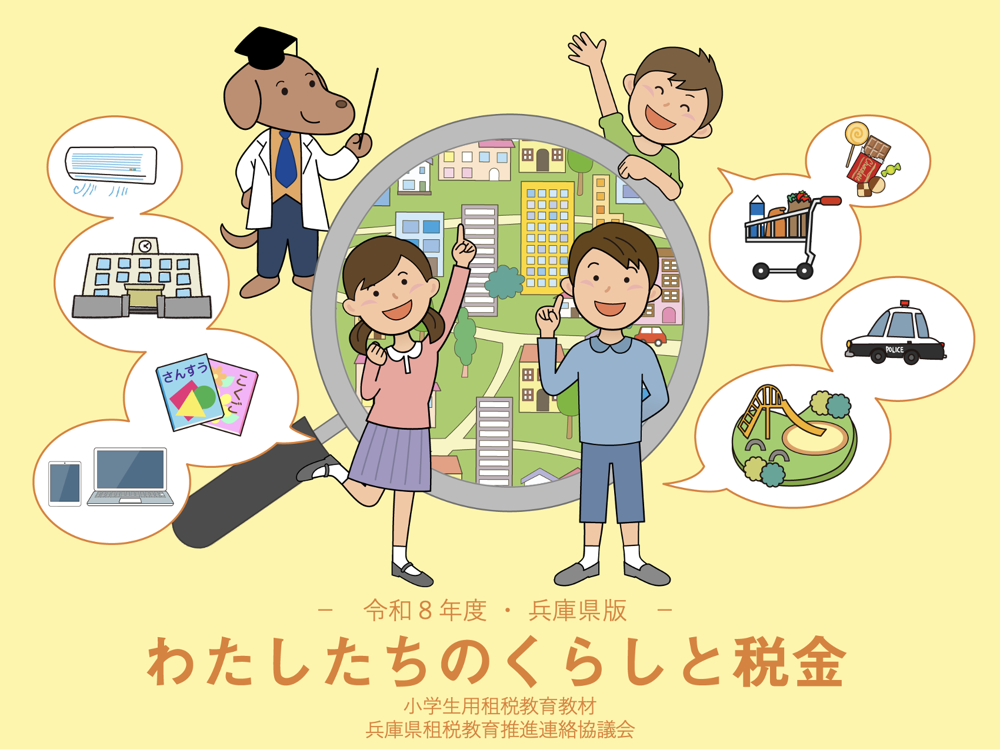 Chocolate
さんすう
こくご
POLICE
− 令和8年度・兵庫県版 −
わたしたちのくらしと税金
小学生用租税教育教材
兵庫県租税教育推進連絡協議会